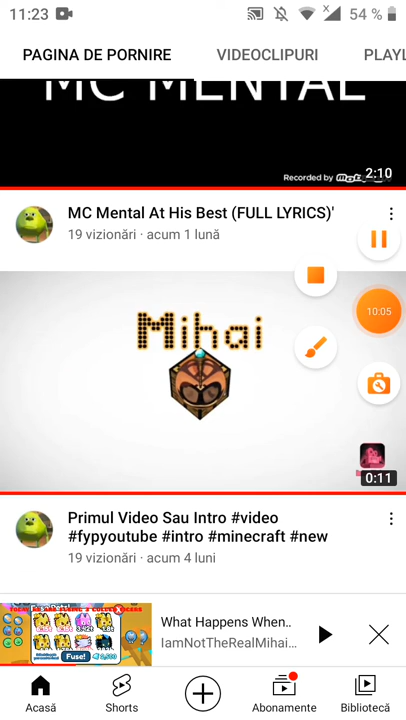 11:23
54 %
PAGINA DE PORNIRE
VIDEOCLIPURI
PLAYL
MC MENTAL
Recorded by
2:10
MC Mental At His Best (FULL LYRICS)'
19 vizionări · acum 1 lună
10:05
Mihai
0:11
Primul Video Sau Intro #video
#fypyoutube #intro #minecraft #new
19 vizionări · acum 4 luni
Fuse!
What Happens When..
IamNotTheRealMihai...
Acasă
Shorts
Abonamente
Bibliotecă